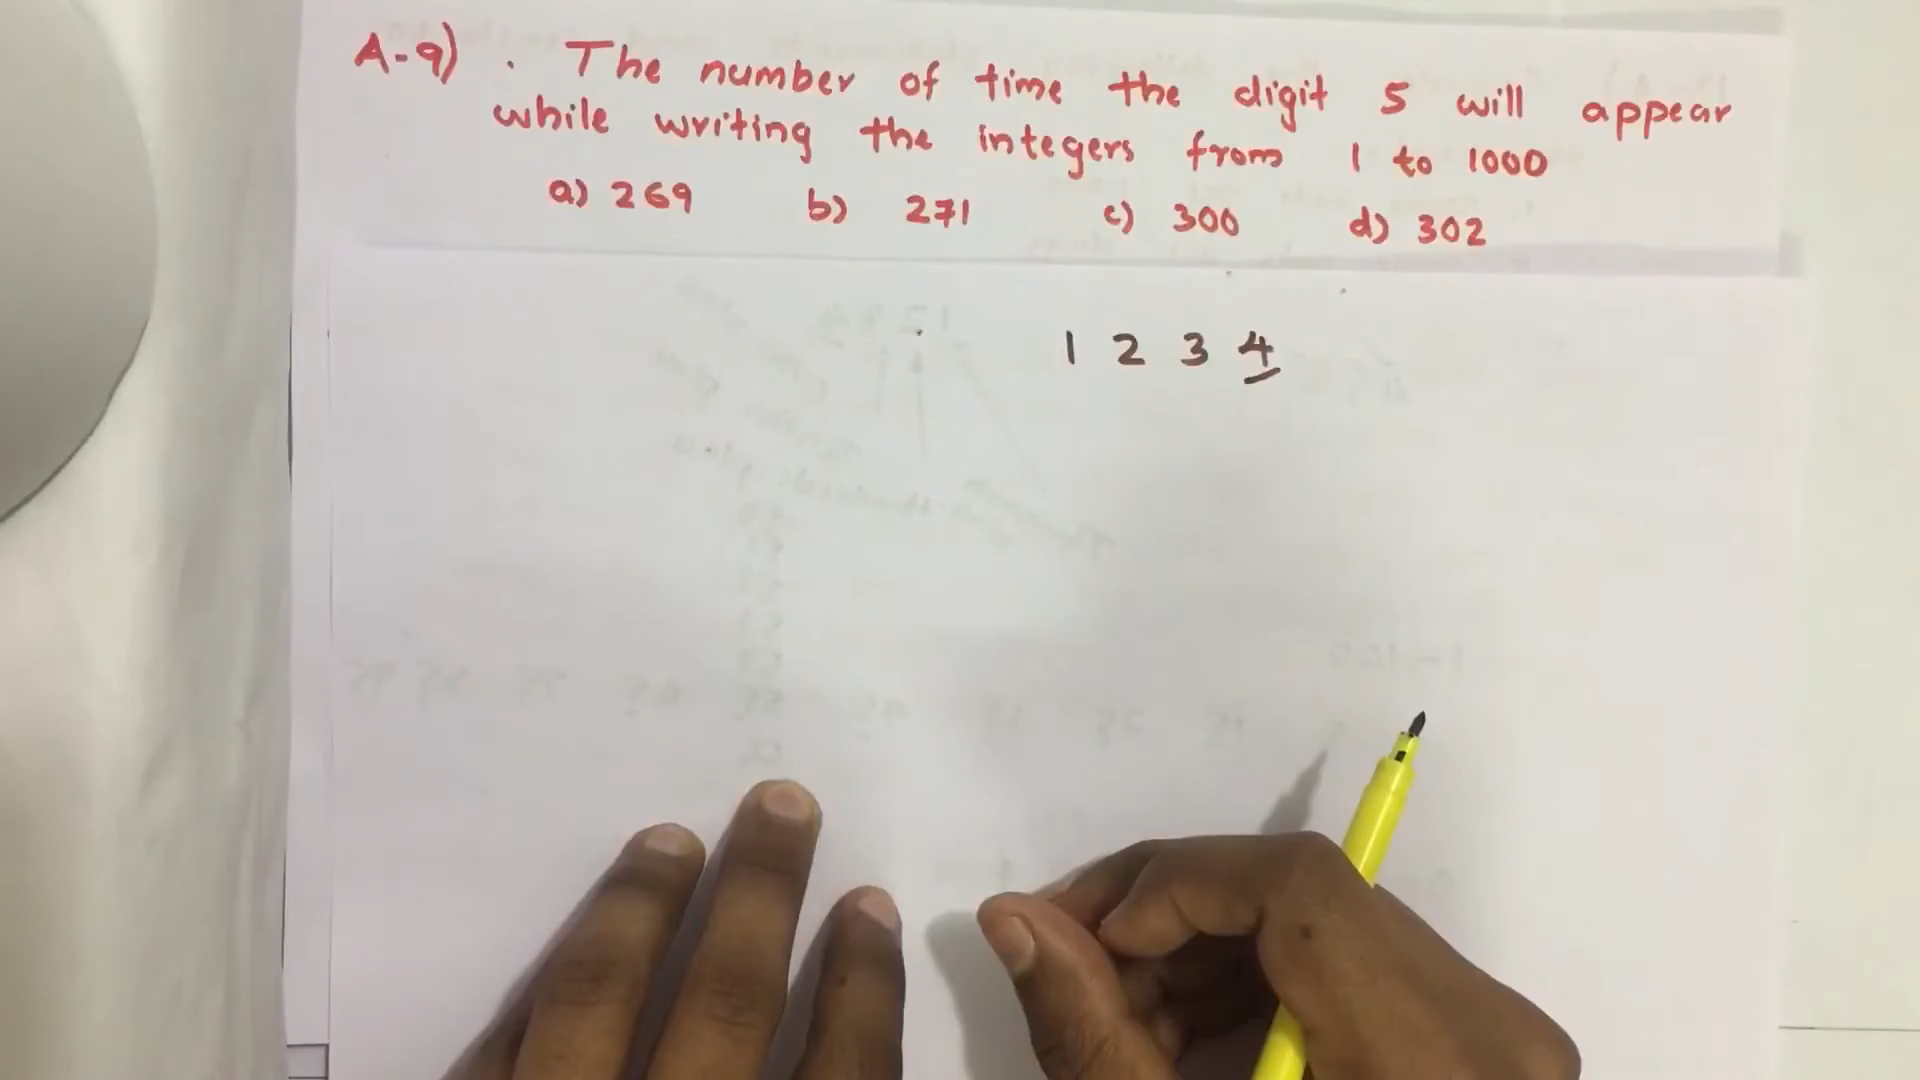 A-9) . The number of time the digit 5 will appear
while writing the integers from 1 to 1000
a) 269 b) 271 c) 300 d) 302
1 2 3 4